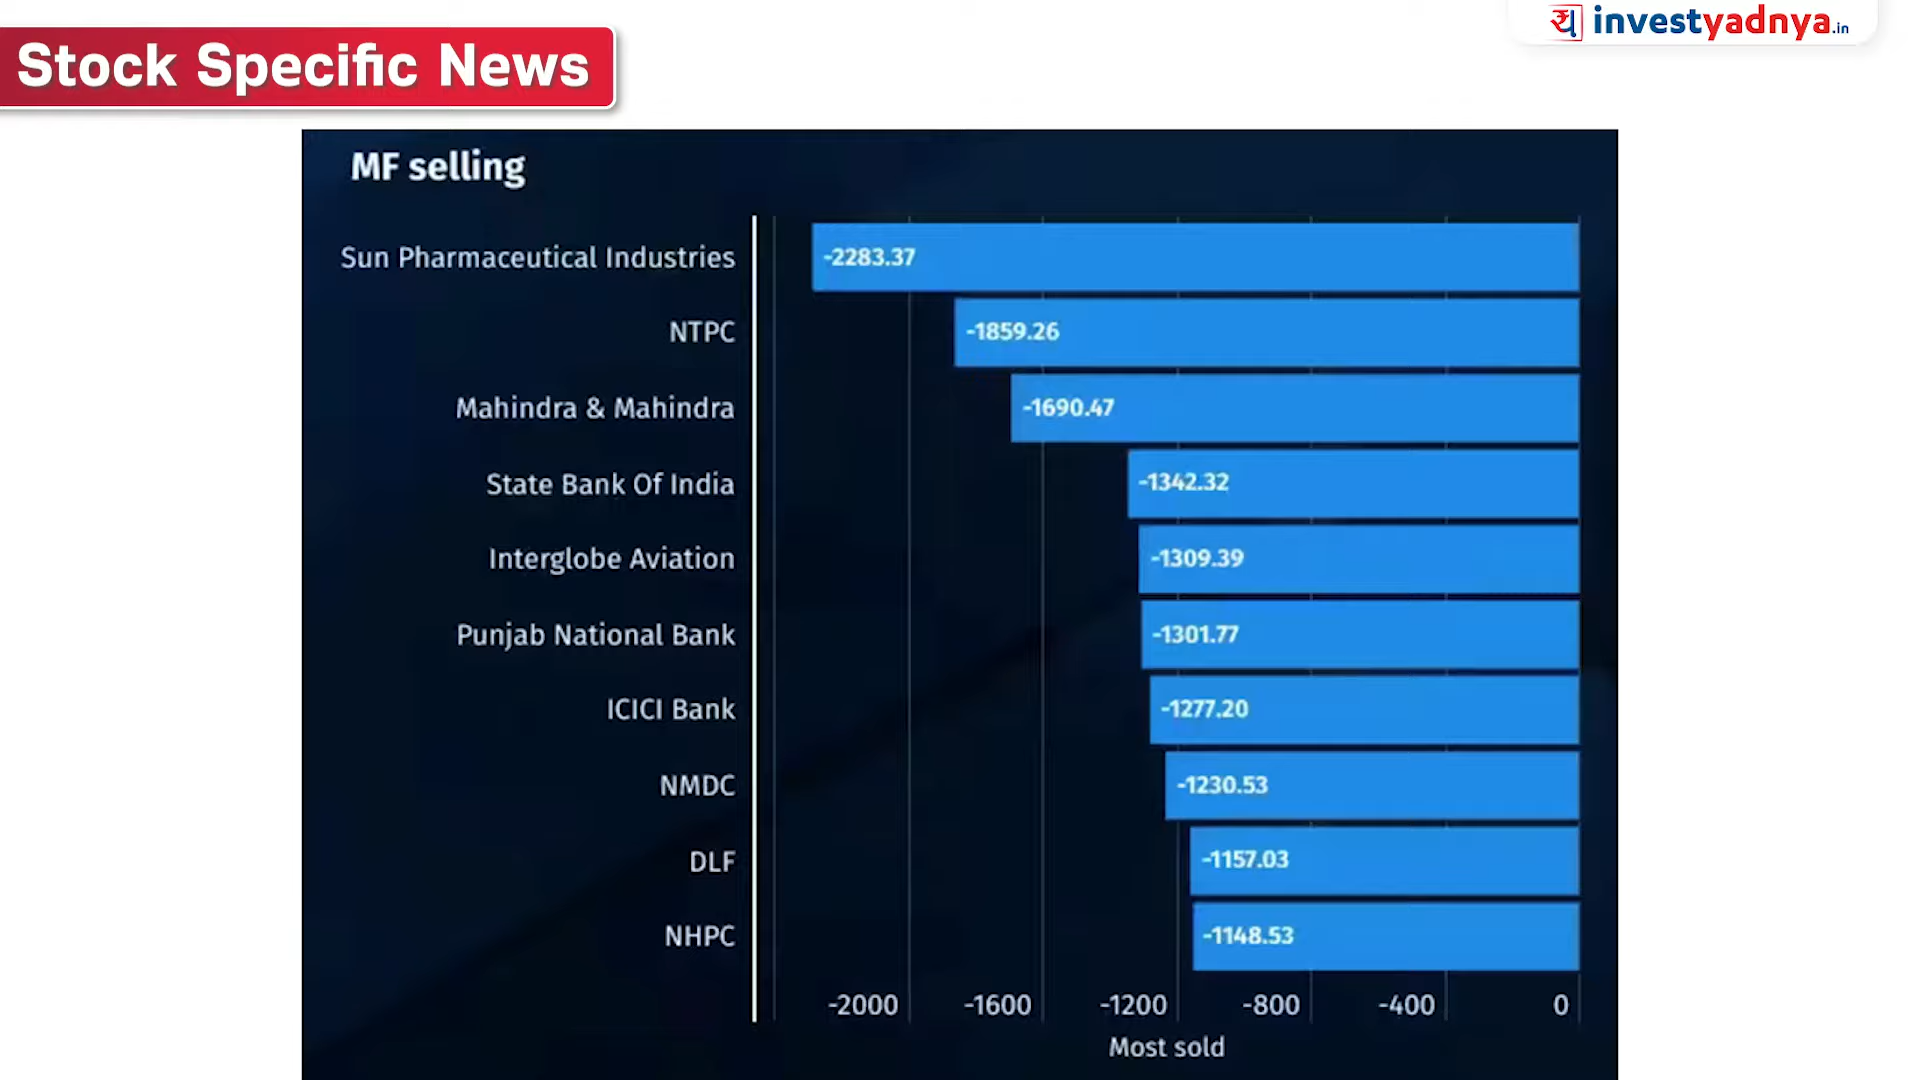 Stock Specific News
investyadnya.in
MF selling
Sun Pharmaceutical Industries -2283.37
NTPC -1859.26
Mahindra & Mahindra -1690.47
State Bank Of India -1342.32
Interglobe Aviation -1309.39
Punjab National Bank -1301.77
ICICI Bank -1277.20
NMDC -1230.53
DLF -1157.03
NHPC -1148.53
-2000 -1600 -1200 -800 -400 0
Most sold